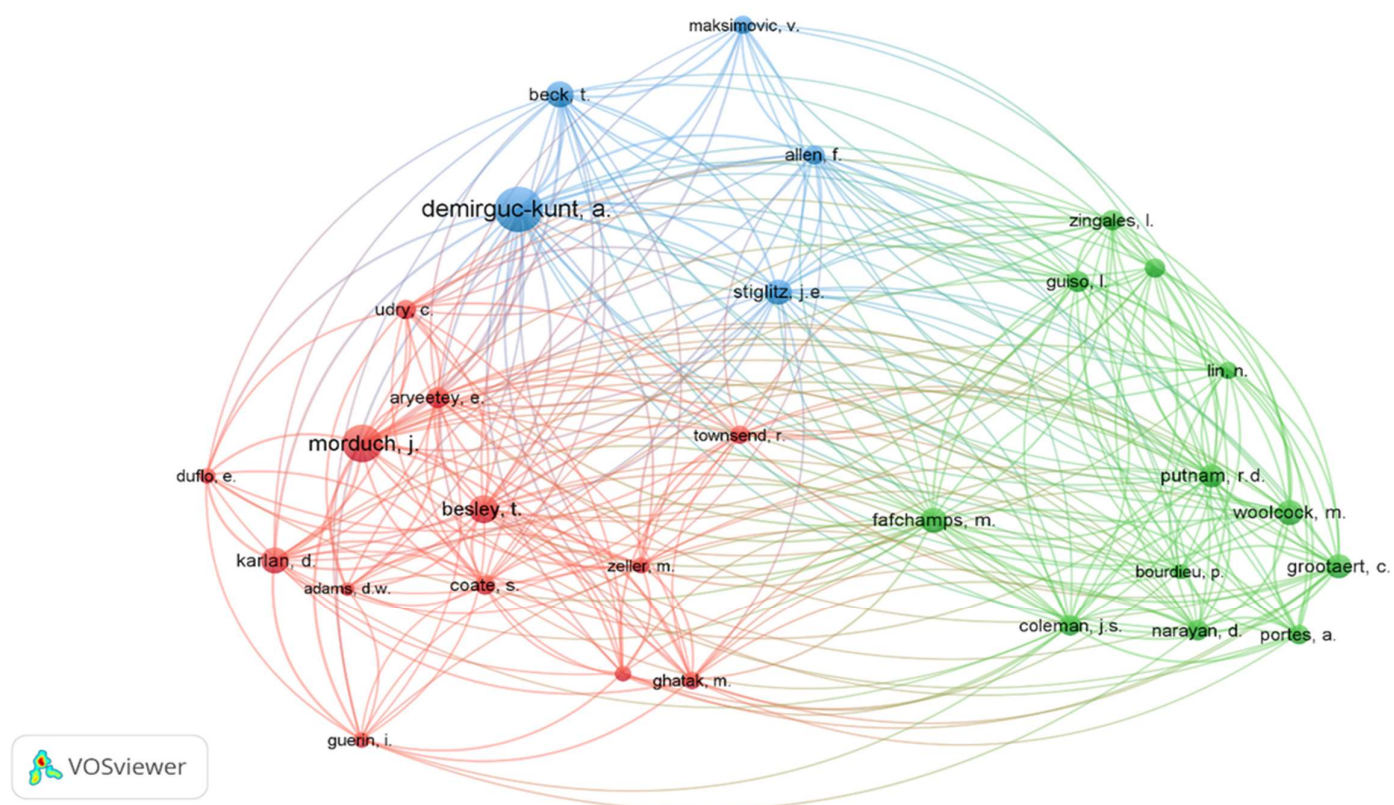 maksimovic, v.
beck, t.
allen, f.
demirguc-kunt, a.
zingales, l.
guiso, l.
stiglitz, j.e.
udry, c.
lin, n.
aryeetey, e.
townsend, r.
morduch, j.
duflo, e.
putnam, r.d.
besley, t.
woolcock, m.
fafchamps, m.
karlan, d.
zeller, m.
grootaert, c.
bourdieu, p.
adams, d.w.
coate, s.
coleman, j.s.
narayan, d.
portes, a.
ghatak, m.
guerin, i.
VOSviewer